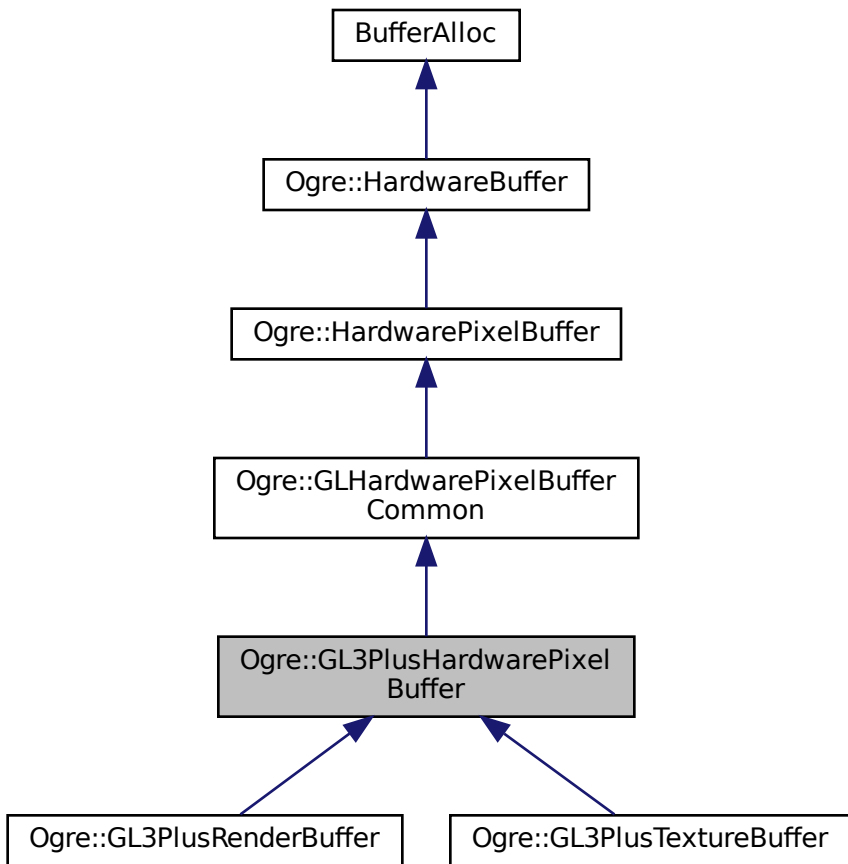 BufferAlloc
Ogre::HardwareBuffer
Ogre::HardwarePixelBuffer
Ogre::GLHardwarePixelBuffer
Common
Ogre::GL3PlusHardwarePixel
Buffer
Ogre::GL3PlusRenderBuffer
Ogre::GL3PlusTextureBuffer